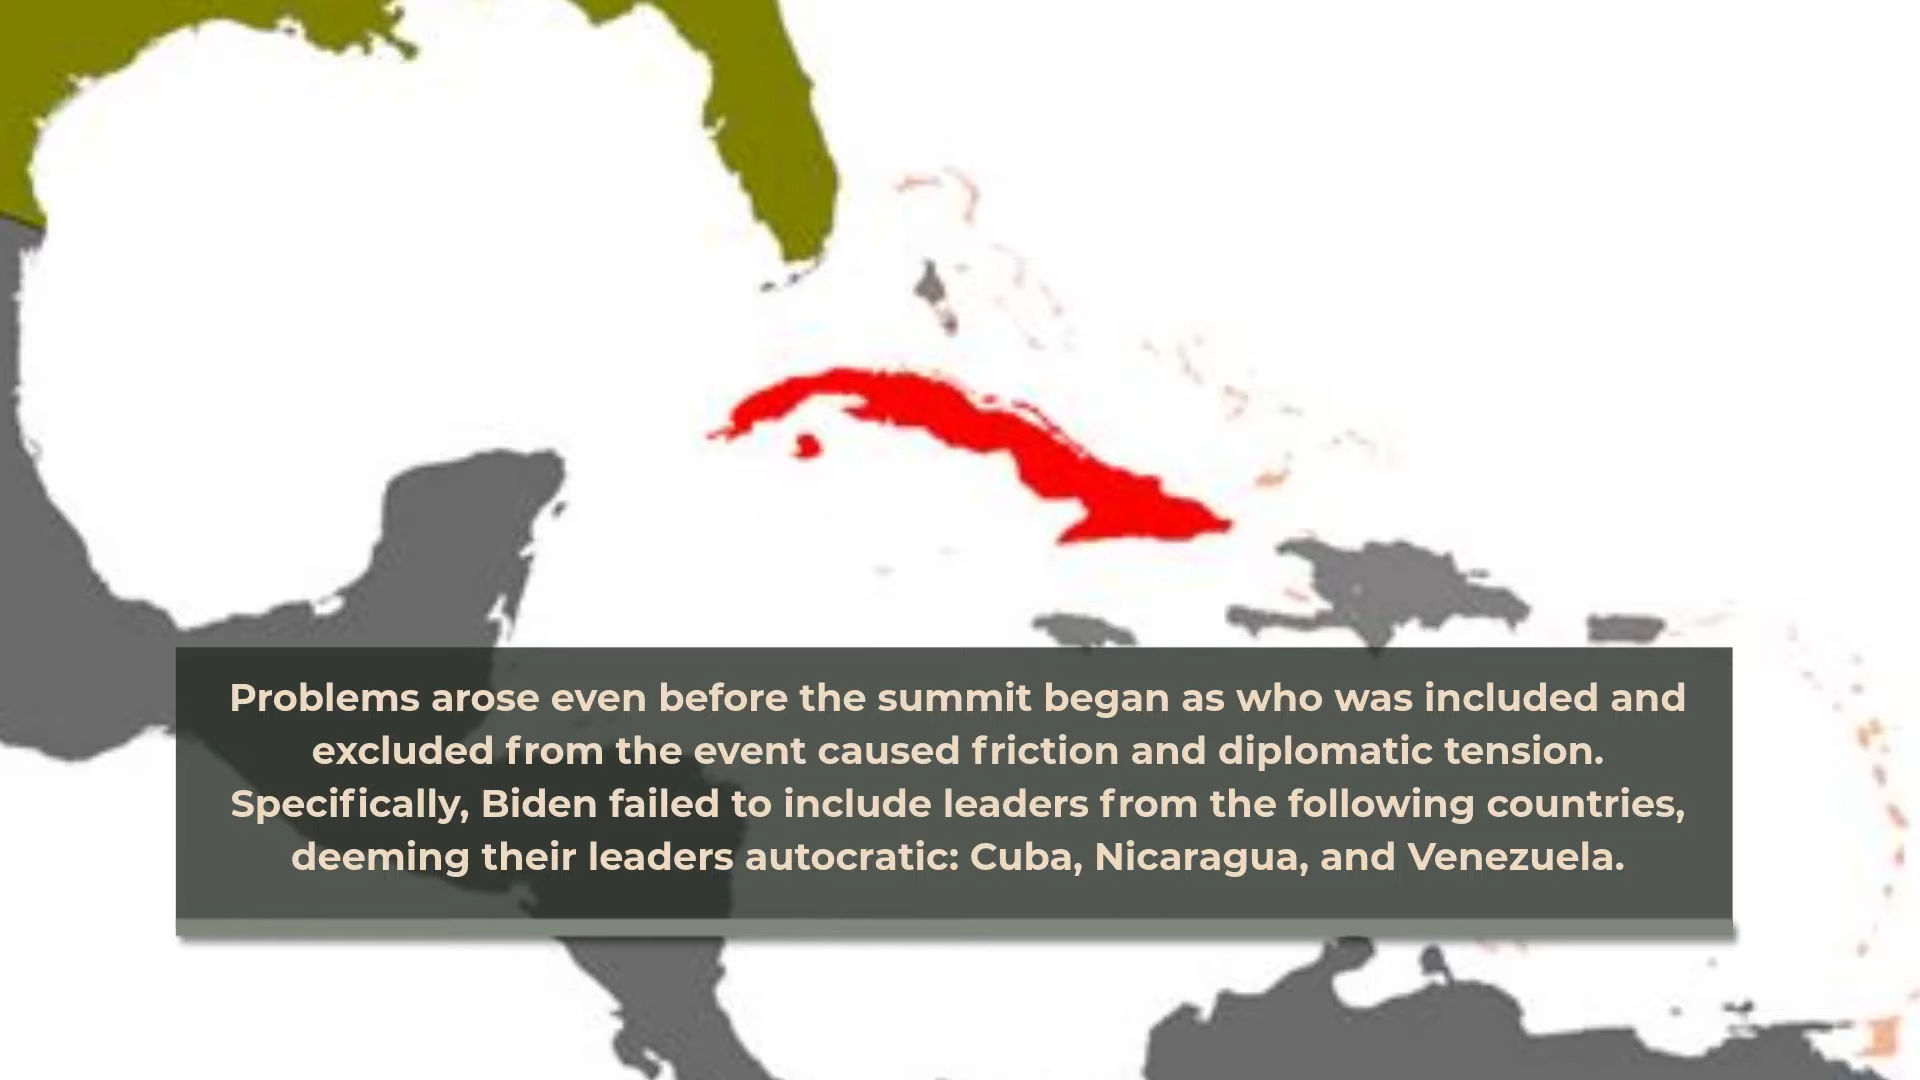 Problems arose even before the summit began as who was included and
excluded from the event caused friction and diplomatic tension.
Specifically, Biden failed to include leaders from the following countries,
deeming their leaders autocratic: Cuba, Nicaragua, and Venezuela.